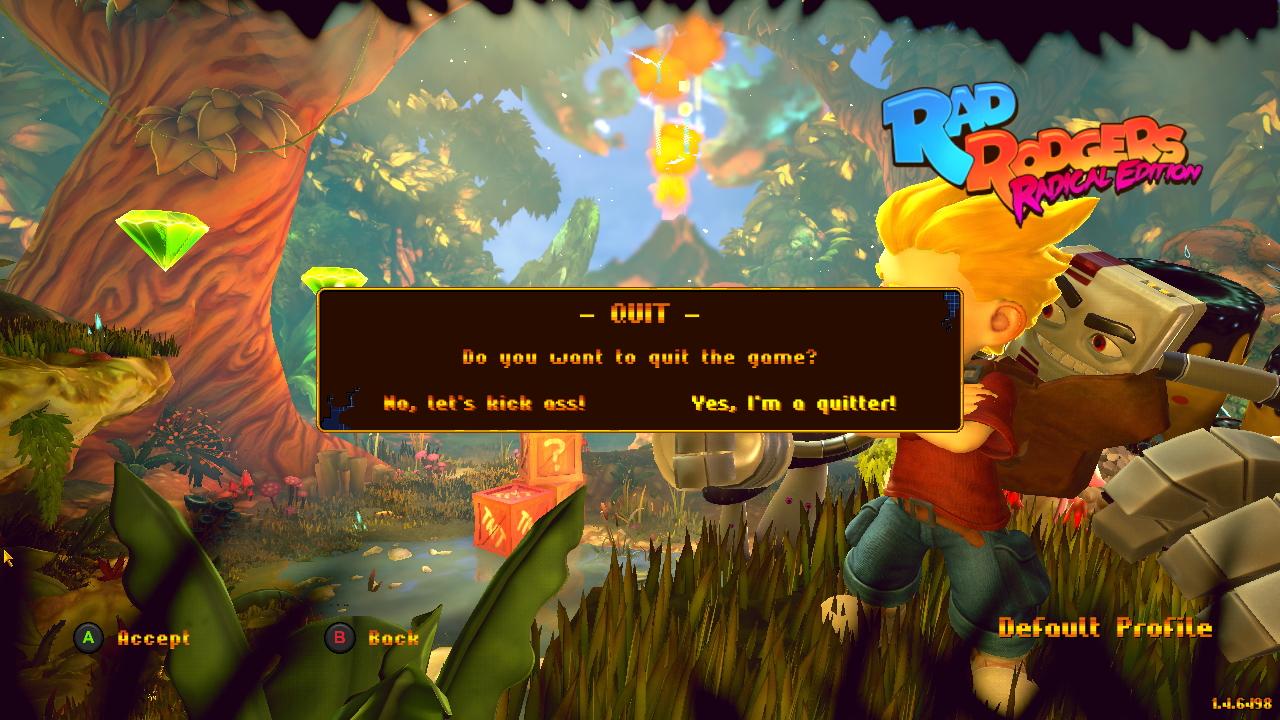 RAD
RODGERS
RADICAL EDITION
- QUIT -
Do you want to quit the game?
No, let's kick ass!
Yes, I'm a quitter!
?
A Accept
B Back
Default Profile
1.4.6498